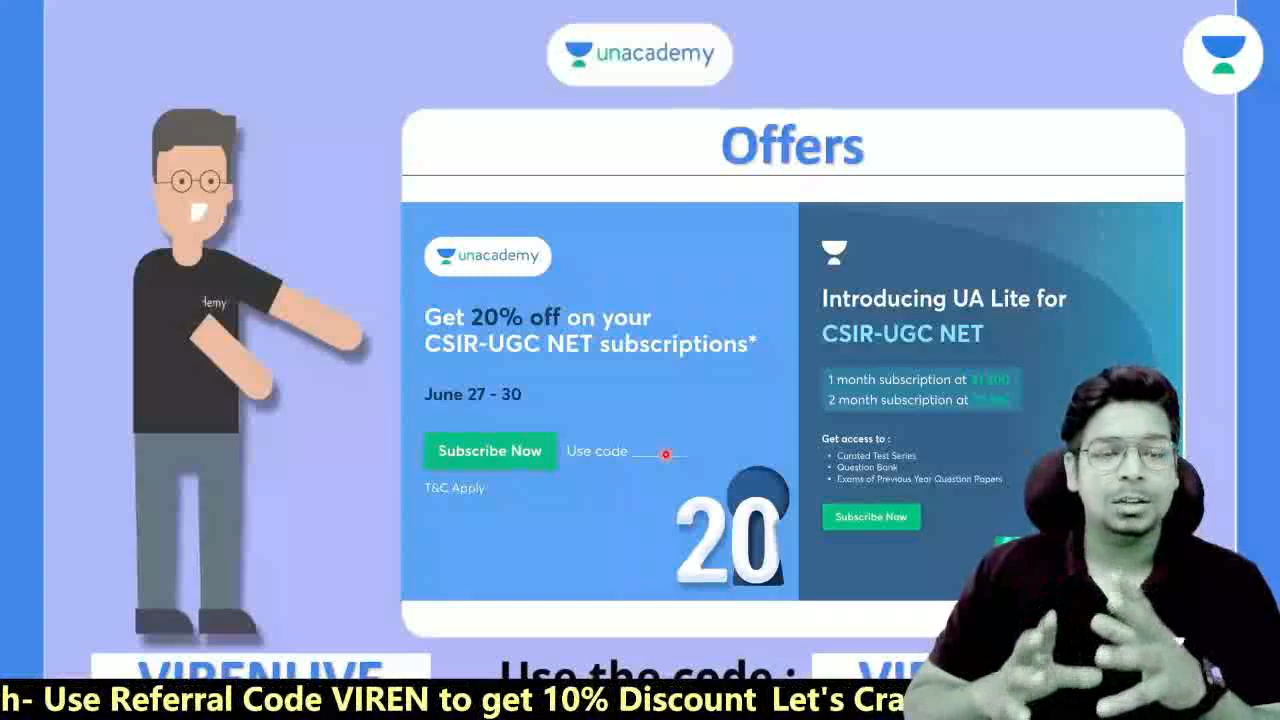 unacademy
Offers
demy
unacademy
Get 20% off on your
CSIR-UGC NET subscriptions*
June 27 - 30
Subscribe Now Use code
T&C Apply
20
Introducing UA Lite for
CSIR-UGC NET
1 month subscription at
2 month subscription at
Get access to :
• Curated Test Series
• Question Bank
• Exams of Previous Year Question Papers
Subscribe Now
VIRENLIVE
Use the code :
h- Use Referral Code VIREN to get 10% Discount Let's Cra